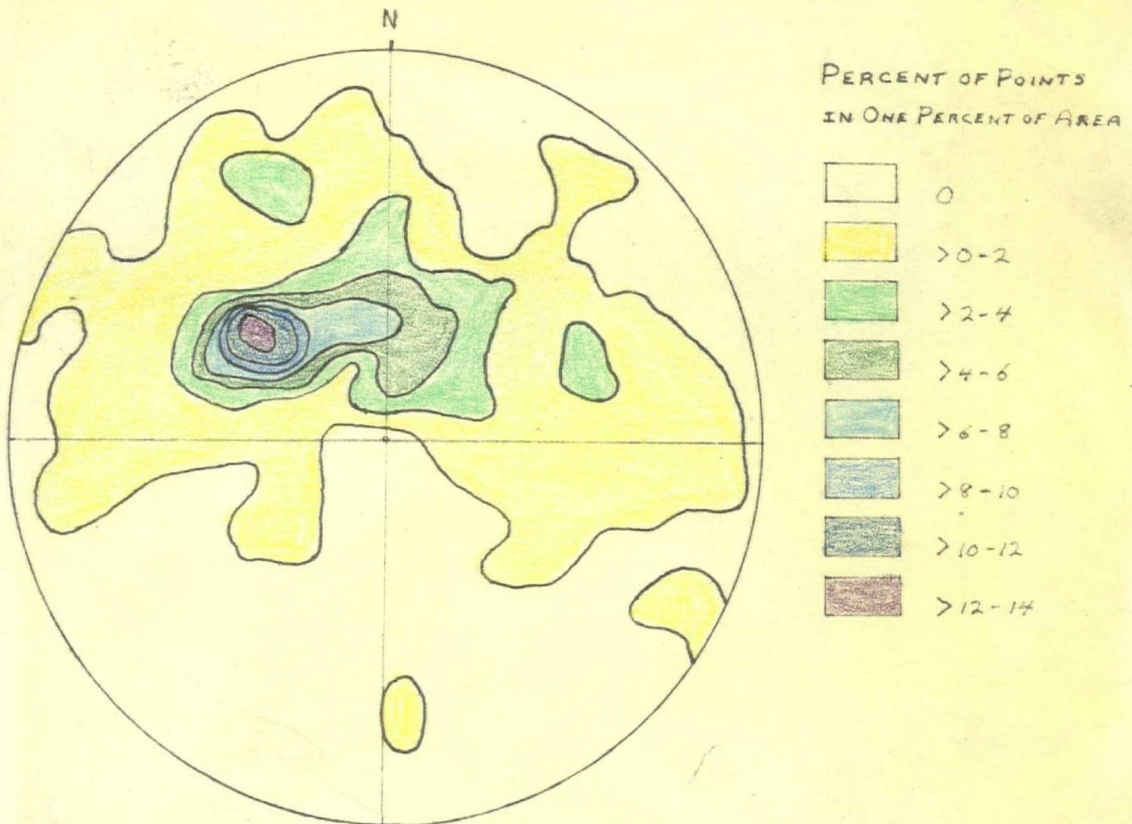 N
PERCENT OF POINTS
IN ONE PERCENT OF AREA
0
>0-2
>2-4
>4-6
>6-8
>8-10
>10-12
>12-14